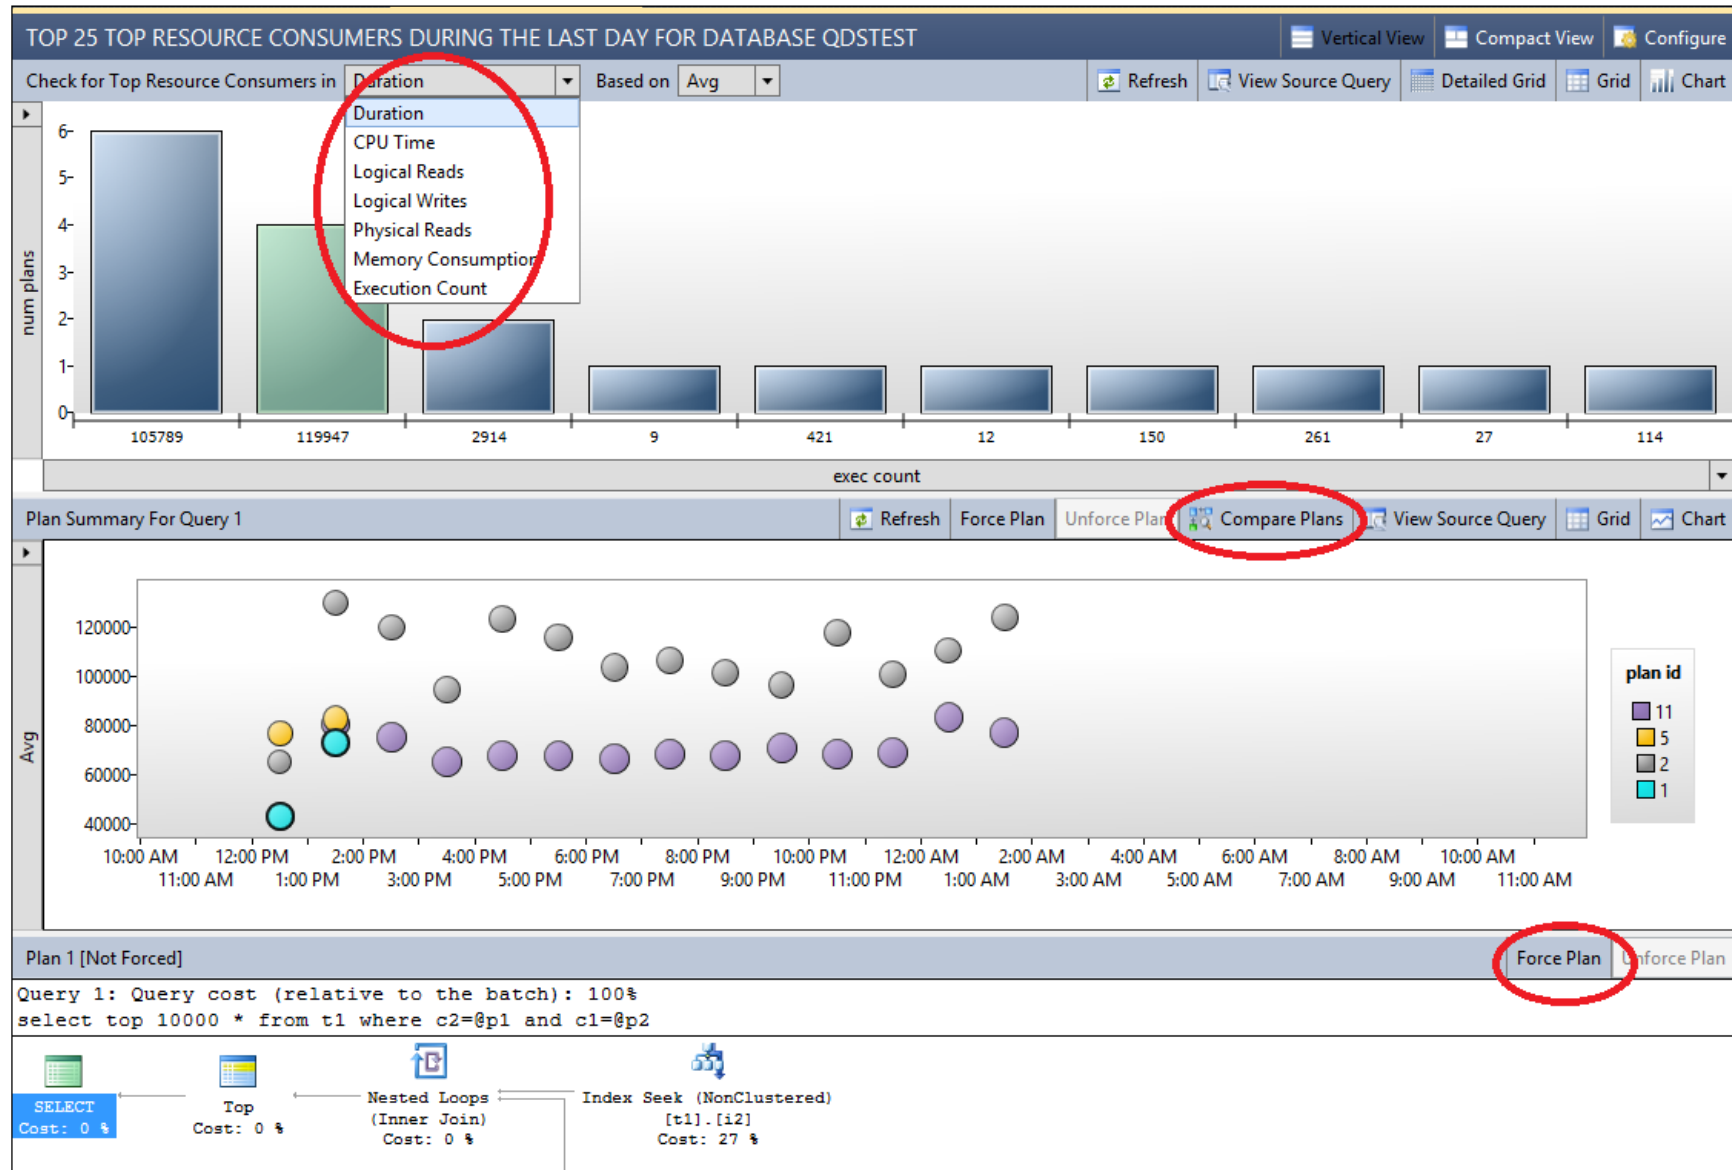 TOP 25 TOP RESOURCE CONSUMERS DURING THE LAST DAY FOR DATABASE QDSTEST
Vertical View
Compact View
Configure
Check for Top Resource Consumers in
Duration
Based on
Avg
Refresh
View Source Query
Detailed Grid
Grid
Chart
Duration
CPU Time
Logical Reads
Logical Writes
Physical Reads
Memory Consumption
Execution Count
num plans
6
5
4
3
2
1
0
105789 119947 2914 9 421 12 150 261 27 114
exec count
Plan Summary For Query 1
Refresh
Force Plan
Unforce Plan
Compare Plans
View Source Query
Grid
Chart
Avg
120000
100000
80000
60000
40000
10:00 AM 12:00 PM 2:00 PM 4:00 PM 6:00 PM 8:00 PM 10:00 PM 12:00 AM 2:00 AM 4:00 AM 6:00 AM 8:00 AM 10:00 AM
11:00 AM 1:00 PM 3:00 PM 5:00 PM 7:00 PM 9:00 PM 11:00 PM 1:00 AM 3:00 AM 5:00 AM 7:00 AM 9:00 AM 11:00 AM
plan id
11
5
2
1
Plan 1 [Not Forced]
Force Plan
Unforce Plan
Query 1: Query cost (relative to the batch): 100%
select top 10000 * from t1 where c2=@p1 and c1=@p2
SELECT
Cost: 0 %
Top
Cost: 0 %
Nested Loops
(Inner Join)
Cost: 0 %
Index Seek (NonClustered)
[t1].[i2]
Cost: 27 %